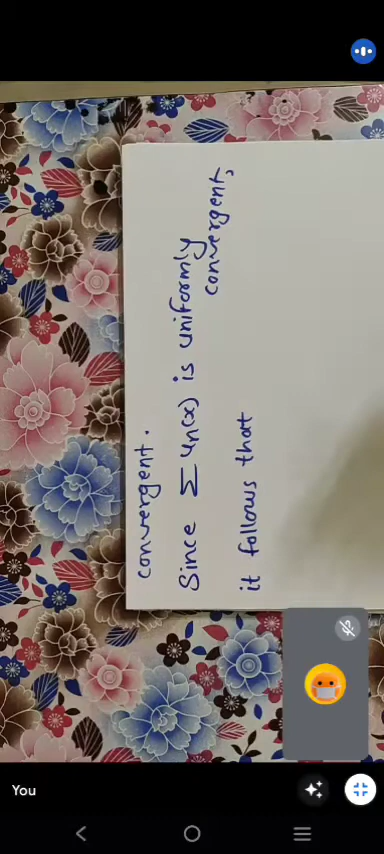 convergent.
Since ∑ un(x) is uniformly
convergent,
it follows that
You